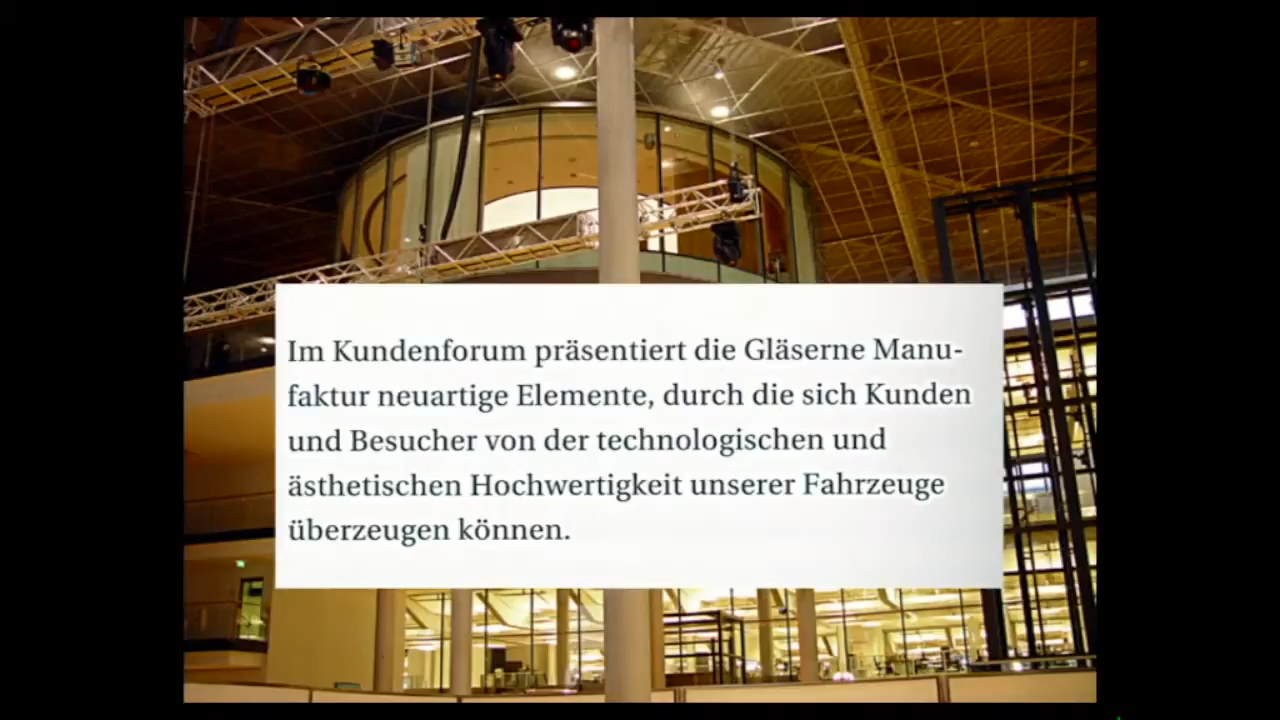 Im Kundenforum präsentiert die Gläserne Manu-
faktur neuartige Elemente, durch die sich Kunden
und Besucher von der technologischen und
ästhetischen Hochwertigkeit unserer Fahrzeuge
überzeugen können.